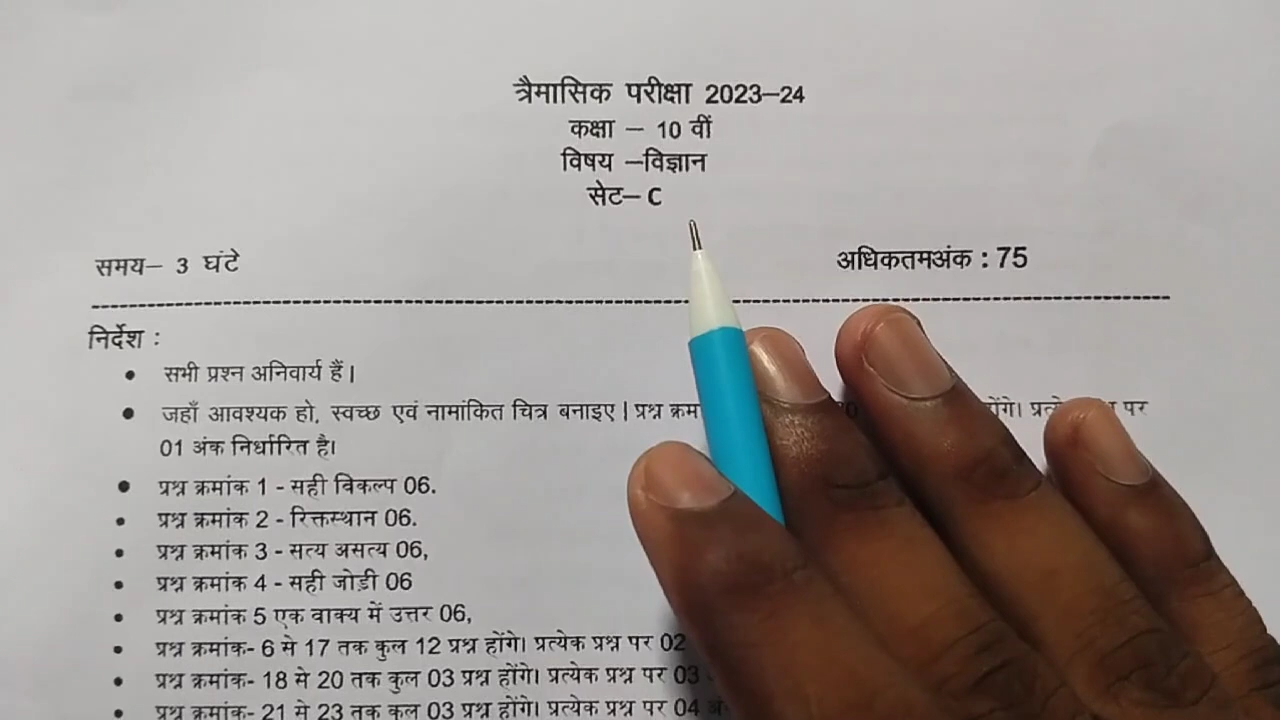 त्रैमासिक परीक्षा 2023–24
कक्षा – 10 वीं
विषय –विज्ञान
सेट– C
समय– 3 घंटे
अधिकतमअंक : 75
निर्देश :
सभी प्रश्न अनिवार्य हैं।
जहाँ आवश्यक हो, स्वच्छ एवं नामांकित चित्र बनाइए। प्रश्न होंगे। पर
01 अंक निर्धारित है।
प्रश्न क्रमांक 1 - सही विकल्प 06.
प्रश्न क्रमांक 2 - रिक्तस्थान 06.
प्रश्न क्रमांक 3 - सत्य असत्य 06,
प्रश्न क्रमांक 4 - सही जोड़ी 06
प्रश्न क्रमांक 5 एक वाक्य में उत्तर 06,
प्रश्न क्रमांक- 6 से 17 तक कुल 12 प्रश्न होंगे। प्रत्येक प्रश्न पर 02
प्रश्न क्रमांक- 18 से 20 तक कुल 03 प्रश्न होंगे। प्रत्येक प्रश्न पर 03
प्रश्न क्रमांक- 21 से 23 तक कुल 03 प्रश्न होंगे। प्रत्येक प्रश्न पर 04